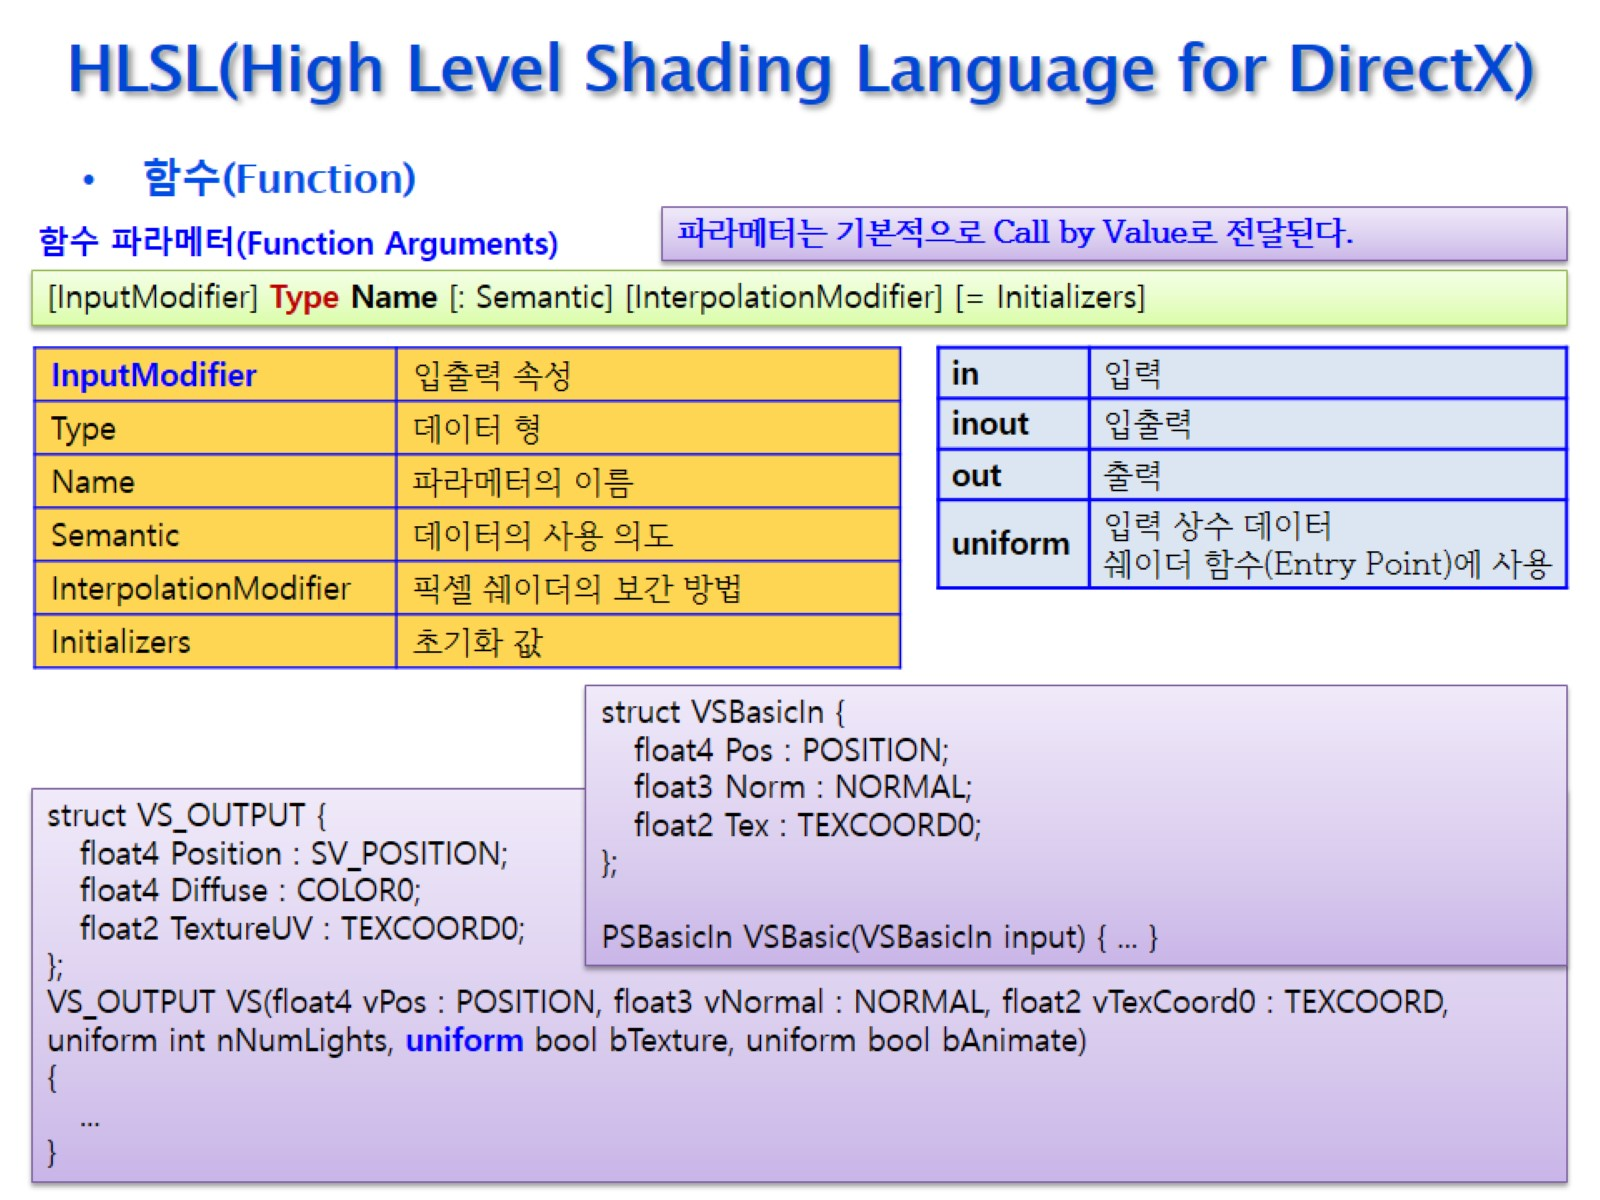 HLSL(High Level Shading Language for DirectX)
• 함수(Function)
함수 파라메터(Function Arguments)
파라메터는 기본적으로 Call by Value로 전달된다.
[InputModifier] Type Name [: Semantic] [InterpolationModifier] [= Initializers]
InputModifier 입출력 속성
Type 데이터 형
Name 파라메터의 이름
Semantic 데이터의 사용 의도
InterpolationModifier 픽셀 쉐이더의 보간 방법
Initializers 초기화 값
in 입력
inout 입출력
out 출력
uniform 입력 상수 데이터
쉐이더 함수(Entry Point)에 사용
struct VSBasicIn {
float4 Pos : POSITION;
float3 Norm : NORMAL;
float2 Tex : TEXCOORD0;
};
PSBasicIn VSBasic(VSBasicIn input) { ... }
struct VS_OUTPUT {
float4 Position : SV_POSITION;
float4 Diffuse : COLOR0;
float2 TextureUV : TEXCOORD0;
};
VS_OUTPUT VS(float4 vPos : POSITION, float3 vNormal : NORMAL, float2 vTexCoord0 : TEXCOORD,
uniform int nNumLights, uniform bool bTexture, uniform bool bAnimate)
{
...
}